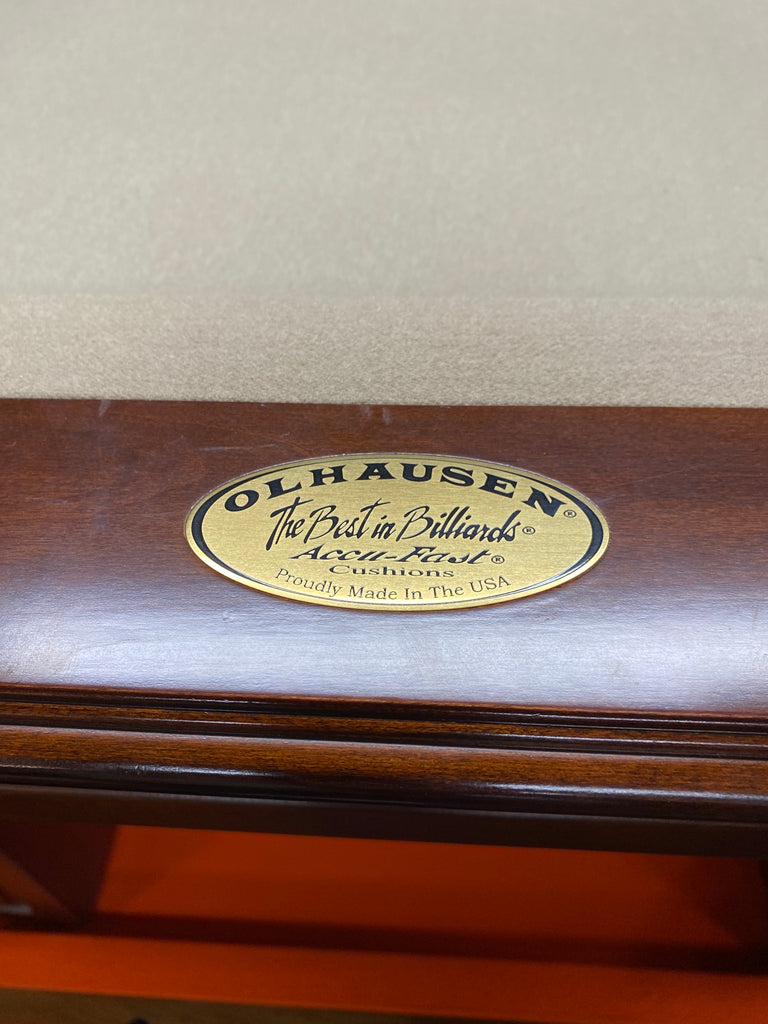 OLHAUSEN®
The Best in Billiards®
Accu-Fast®
Cushions
Proudly Made In The USA